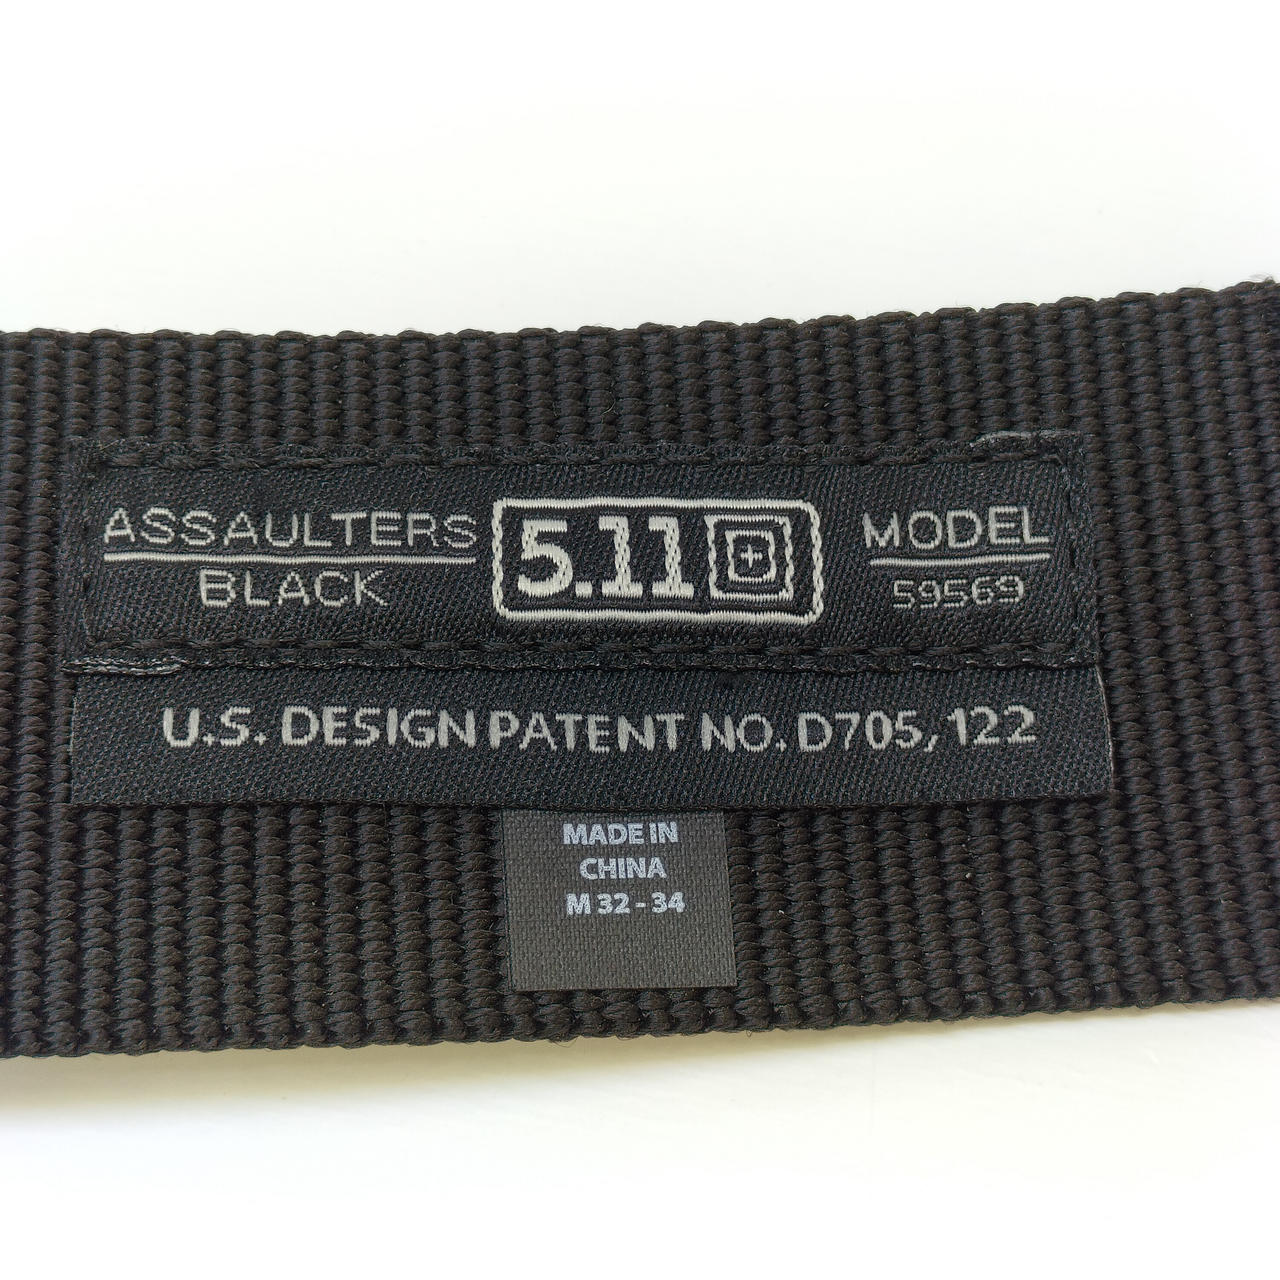 ASSAULTERS
BLACK
5.11
MODEL
59569
U.S. DESIGN PATENT NO. D705, 122
MADE IN
CHINA
M 32 - 34